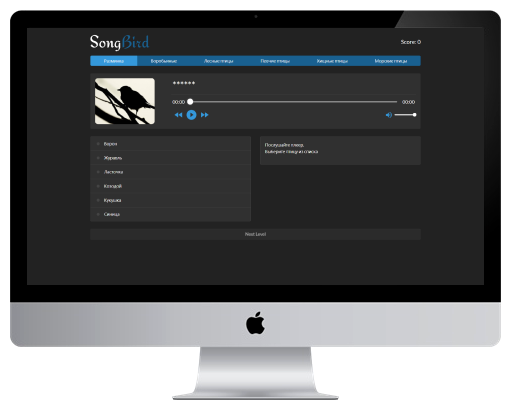 SongBird
Score: 0
Разминка
Воробьиные
Лесные птицы
Певчие птицы
Хищные птицы
Морские птицы
******
00:00
00:00
Ворон
Журавль
Ласточка
Козодой
Кукушка
Синица
Послушайте плеер.
Выберите птицу из списка
Next Level